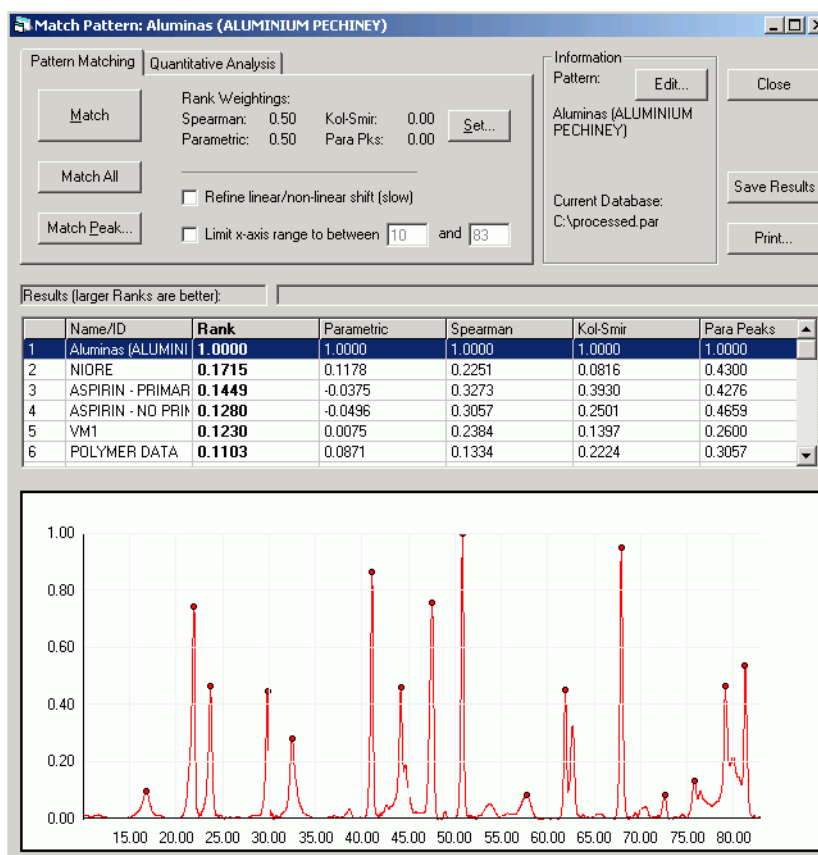 Match Pattern: Aluminas (ALUMINIUM PECHINEY)
Pattern Matching Quantitative Analysis
Match
Match All
Match Peak...
Rank Weightings:
Spearman: 0.50 Kol-Smir: 0.00
Parametric: 0.50 Para Pks: 0.00
Set...
Refine linear/non-linear shift (slow)
Limit x-axis range to between 10 and 83
Information
Pattern:
Edit...
Aluminas (ALUMINIUM
PECHINEY)
Current Database:
C:\processed.par
Close
Save Results
Print...
Results (larger Ranks are better):
Name/ID Rank Parametric Spearman Kol-Smir Para Peaks
1 Aluminas (ALUMINI 1.0000 1.0000 1.0000 1.0000 1.0000
2 NIORE 0.1715 0.1178 0.2251 0.0816 0.4300
3 ASPIRIN - PRIMAR 0.1449 -0.0375 0.3273 0.3930 0.4276
4 ASPIRIN - NO PRIM 0.1280 -0.0496 0.3057 0.2501 0.4659
5 VM1 0.1230 0.0075 0.2384 0.1397 0.2600
6 POLYMER DATA 0.1103 0.0871 0.1334 0.2224 0.3057
1.00
0.80
0.60
0.40
0.20
0.00
15.00 20.00 25.00 30.00 35.00 40.00 45.00 50.00 55.00 60.00 65.00 70.00 75.00 80.00